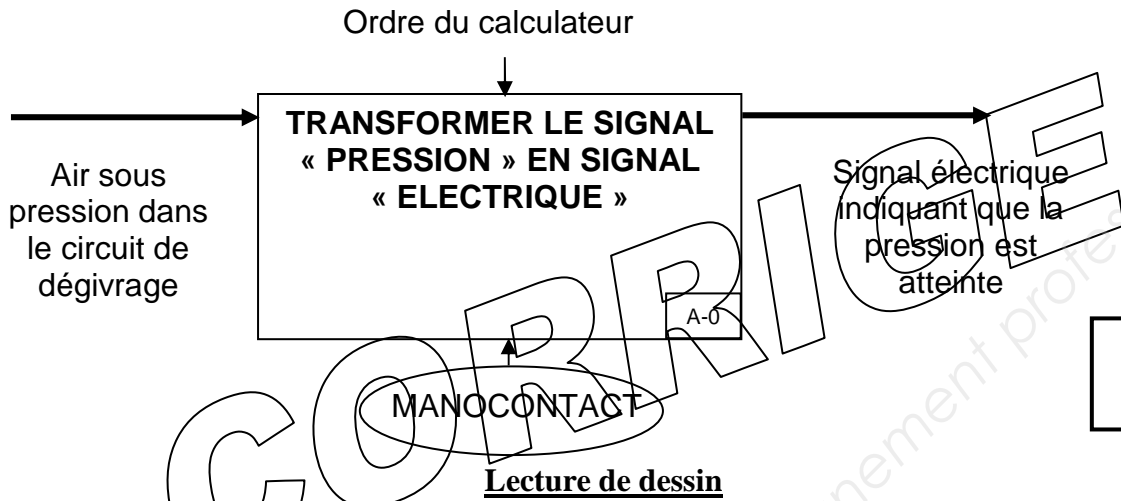 Ordre du calculateur
TRANSFORMER LE SIGNAL
« PRESSION » EN SIGNAL
« ELECTRIQUE »
Air sous
pression dans
le circuit de
dégivrage
Signal électrique
indiquant que la
pression est
atteinte
A-0
MANOCONTACT
CORRIGE
Lecture de dessin